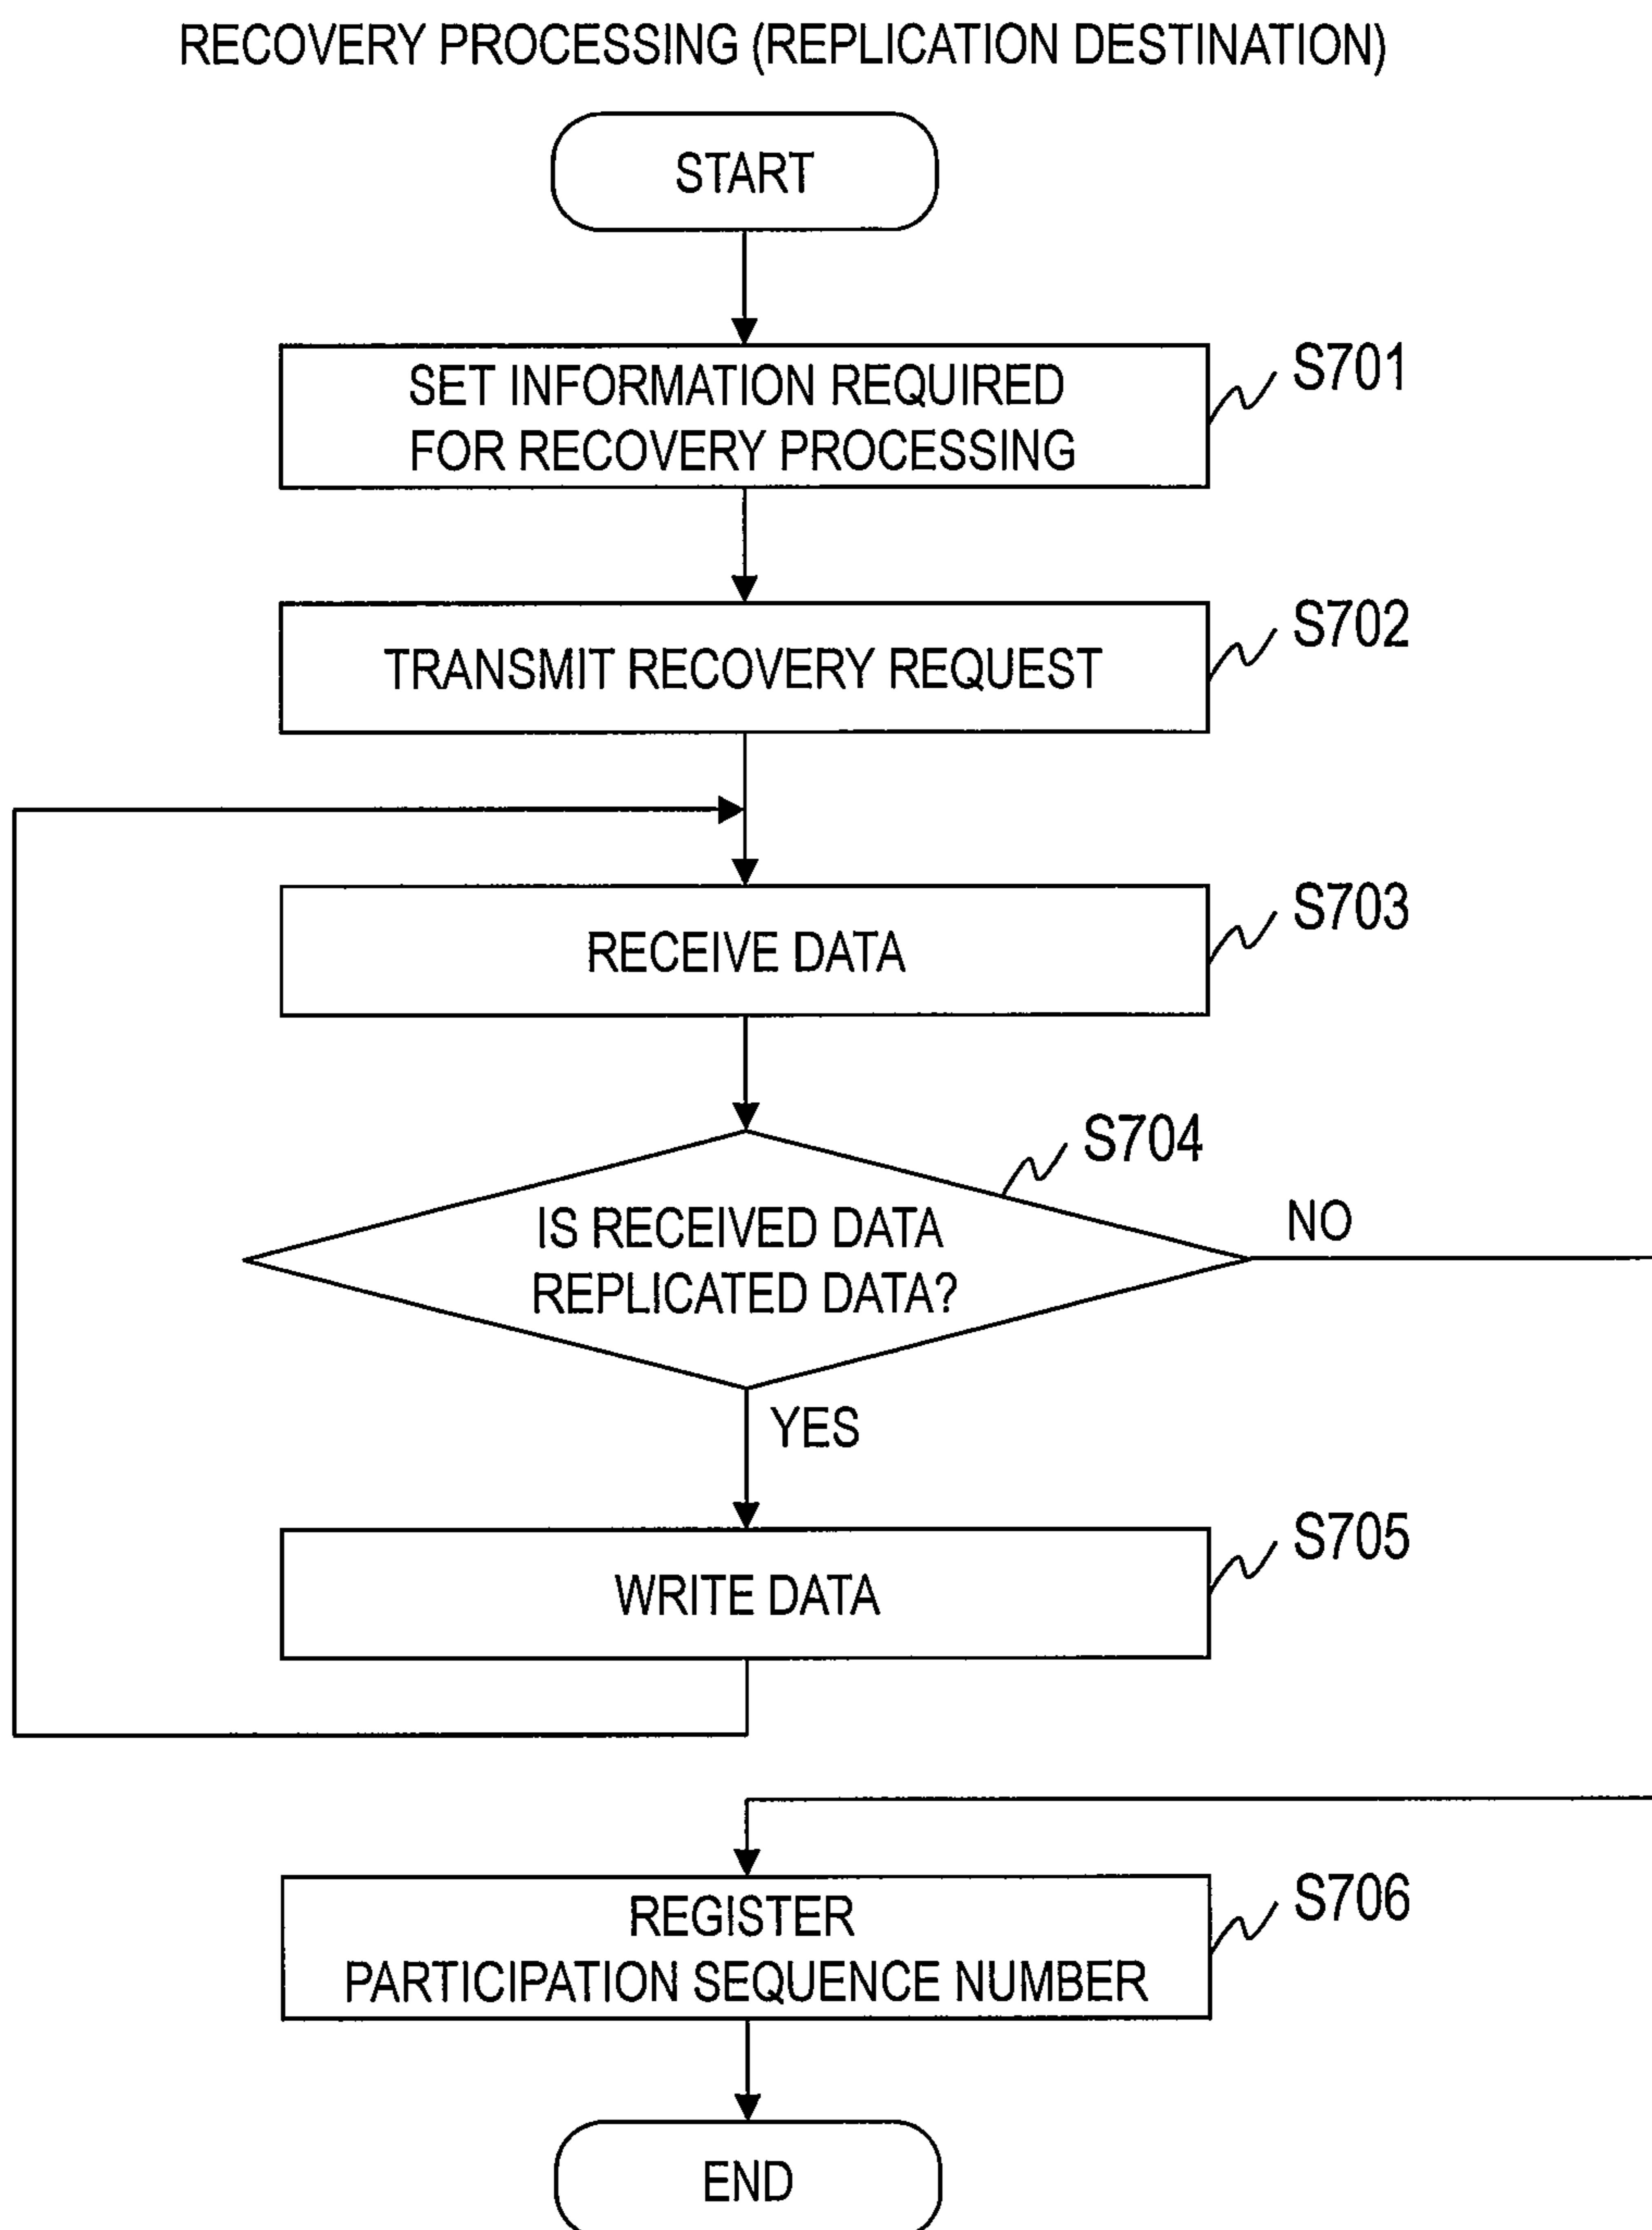 RECOVERY PROCESSING (REPLICATION DESTINATION)
START
SET INFORMATION REQUIRED
FOR RECOVERY PROCESSING
S701
TRANSMIT RECOVERY REQUEST
S702
RECEIVE DATA
S703
S704
IS RECEIVED DATA
REPLICATED DATA?
NO
YES
WRITE DATA
S705
REGISTER
PARTICIPATION SEQUENCE NUMBER
S706
END